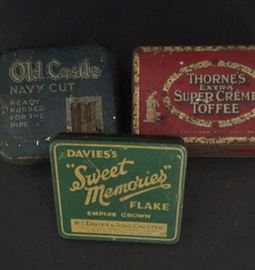 Old Castle
NAVY CUT
READY
RUBBED
FOR THE
PIPE
THORNE'S
EXTRA
SUPER CRÈME
TOFFEE
DAVIES'S
"Sweet
Memories"
FLAKE
EMPIRE GROWN
W. T. DAVIES & SONS, CHESTER